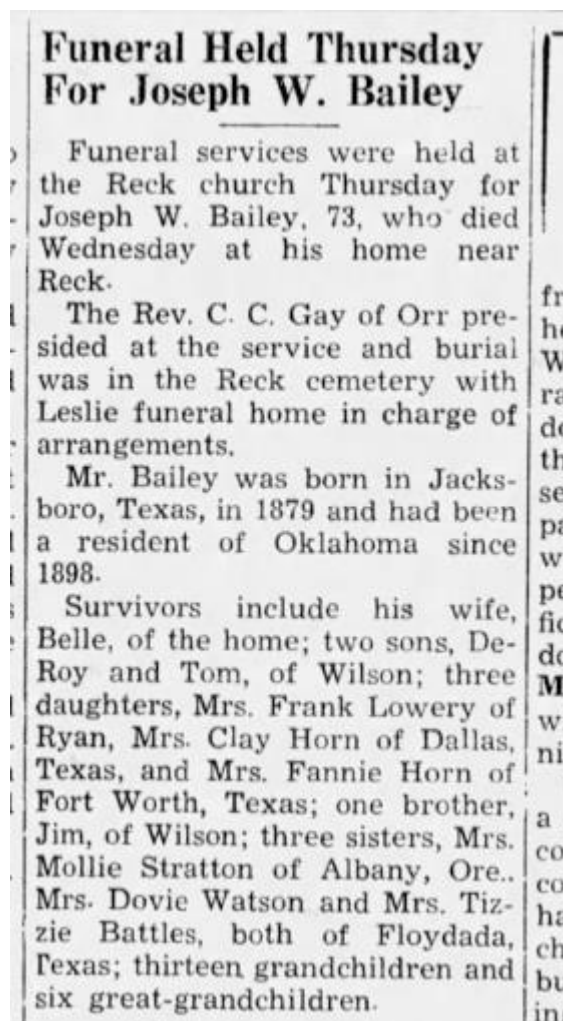 Funeral Held Thursday
For Joseph W. Bailey
Funeral services were held at
the Reck church Thursday for
Joseph W. Bailey, 73, who died
Wednesday at his home near
Reck.
The Rev. C. C. Gay of Orr pre-
sided at the service and burial
was in the Reck cemetery with
Leslie funeral home in charge of
arrangements.
Mr. Bailey was born in Jacks-
boro, Texas, in 1879 and had been
a resident of Oklahoma since
1898.
Survivors include his wife,
Belle, of the home; two sons, De-
Roy and Tom, of Wilson; three
daughters, Mrs. Frank Lowery of
Ryan, Mrs. Clay Horn of Dallas,
Texas, and Mrs. Fannie Horn of
Fort Worth, Texas; one brother,
Jim, of Wilson; three sisters, Mrs.
Mollie Stratton of Albany, Ore..
Mrs. Dovie Watson and Mrs. Tiz-
zie Battles, both of Floydada,
Texas; thirteen grandchildren and
six great-grandchildren.